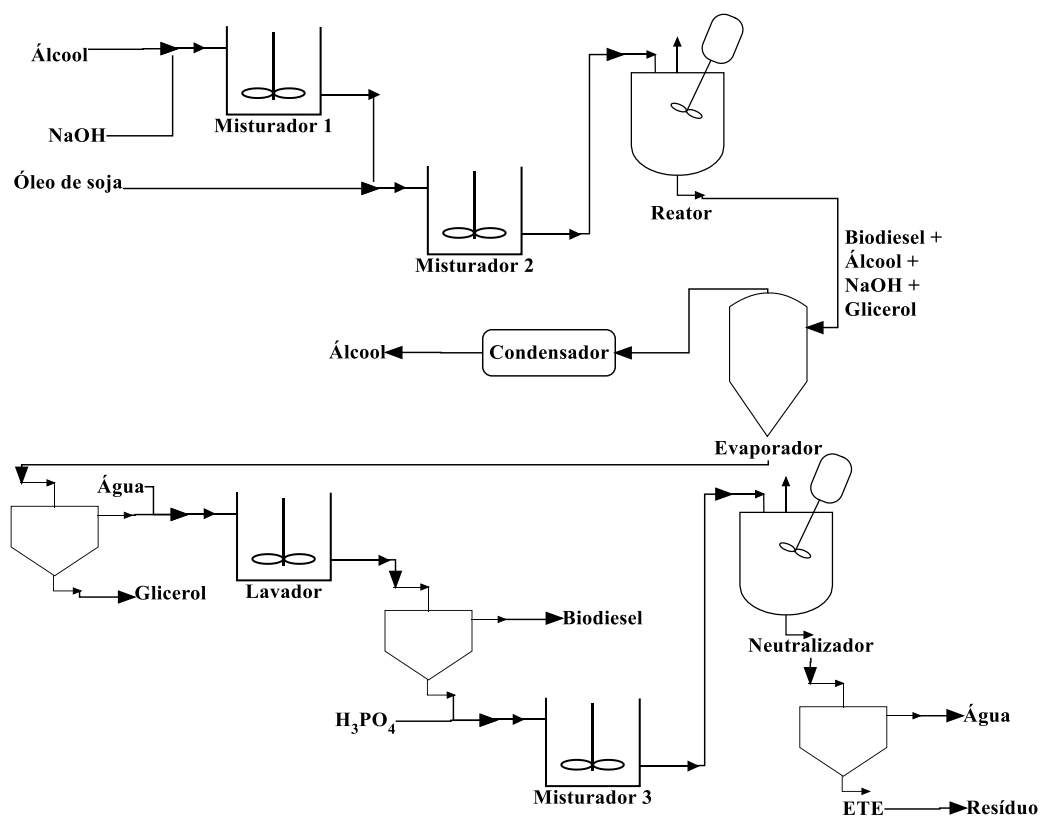 Álcool
NaOH
Misturador 1
Óleo de soja
Misturador 2
Reator
Biodiesel +
Álcool +
NaOH +
Glicerol
Álcool
Condensador
Evaporador
Água
Glicerol
Lavador
Biodiesel
Neutralizador
H₃PO₄
Misturador 3
Água
ETE
Resíduo